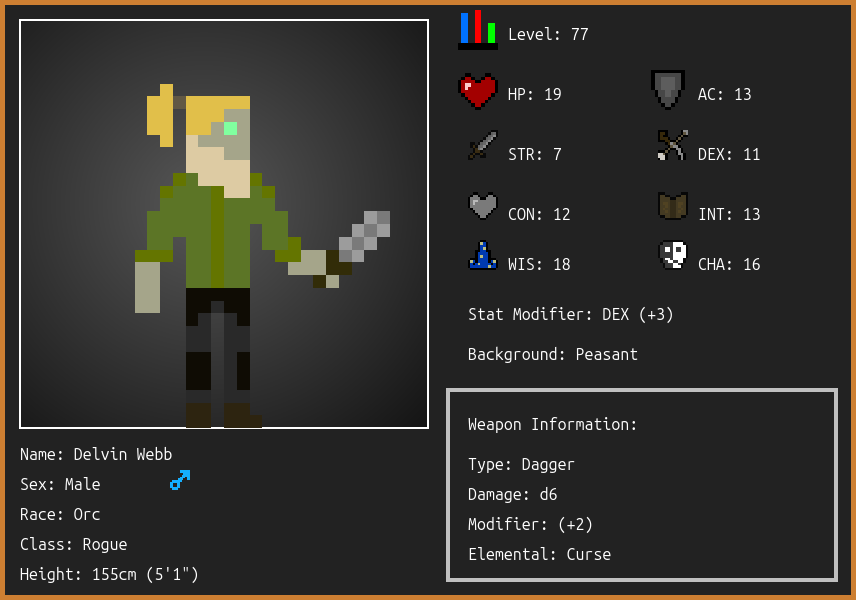 Level: 77
HP: 19
AC: 13
STR: 7
DEX: 11
CON: 12
INT: 13
WIS: 18
CHA: 16
Stat Modifier: DEX (+3)
Background: Peasant
Weapon Information:
Type: Dagger
Damage: d6
Modifier: (+2)
Elemental: Curse
Name: Delvin Webb
Sex: Male
Race: Orc
Class: Rogue
Height: 155cm (5'1")